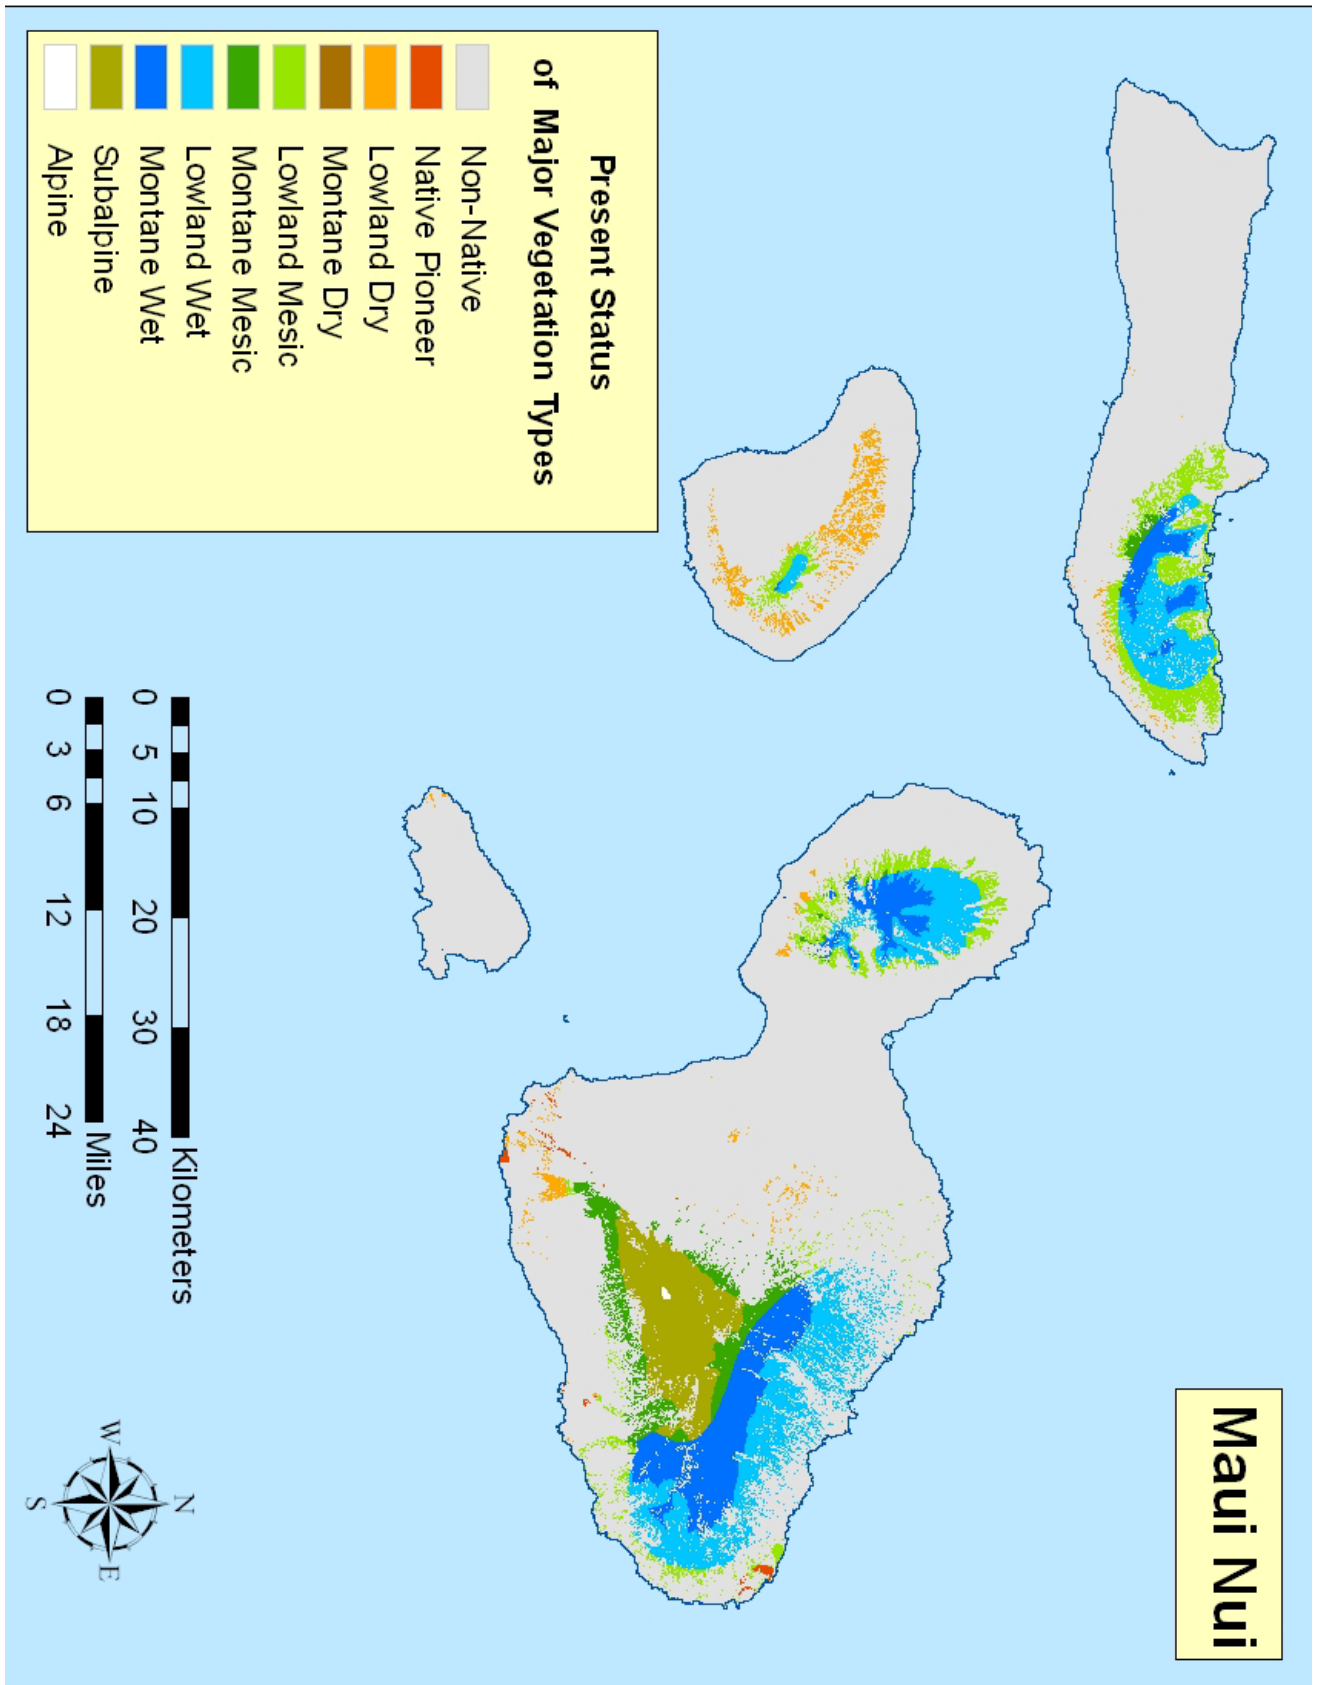 Maui Nui
Present Status
of Major Vegetation Types
Non-Native
Native Pioneer
Lowland Dry
Montane Dry
Lowland Mesic
Montane Mesic
Lowland Wet
Montane Wet
Subalpine
Alpine
0 5 10 20 30 40 Kilometers
0 3 6 12 18 24 Miles
N
W E
S